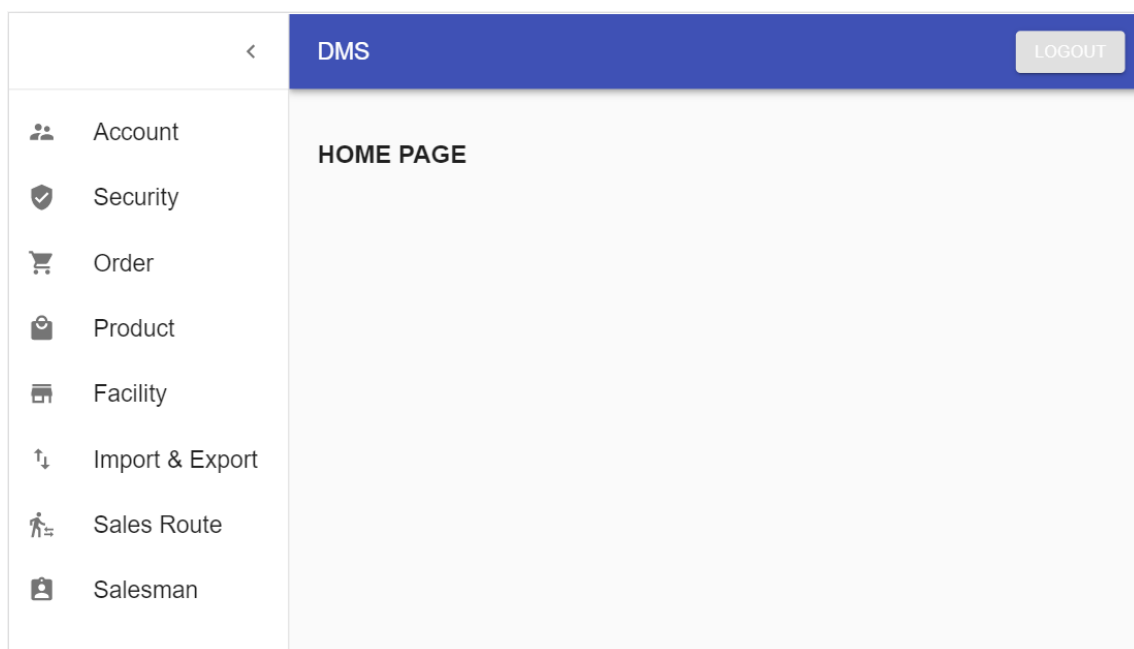 DMS
LOGOUT
Account
Security
Order
Product
Facility
Import & Export
Sales Route
Salesman
HOME PAGE